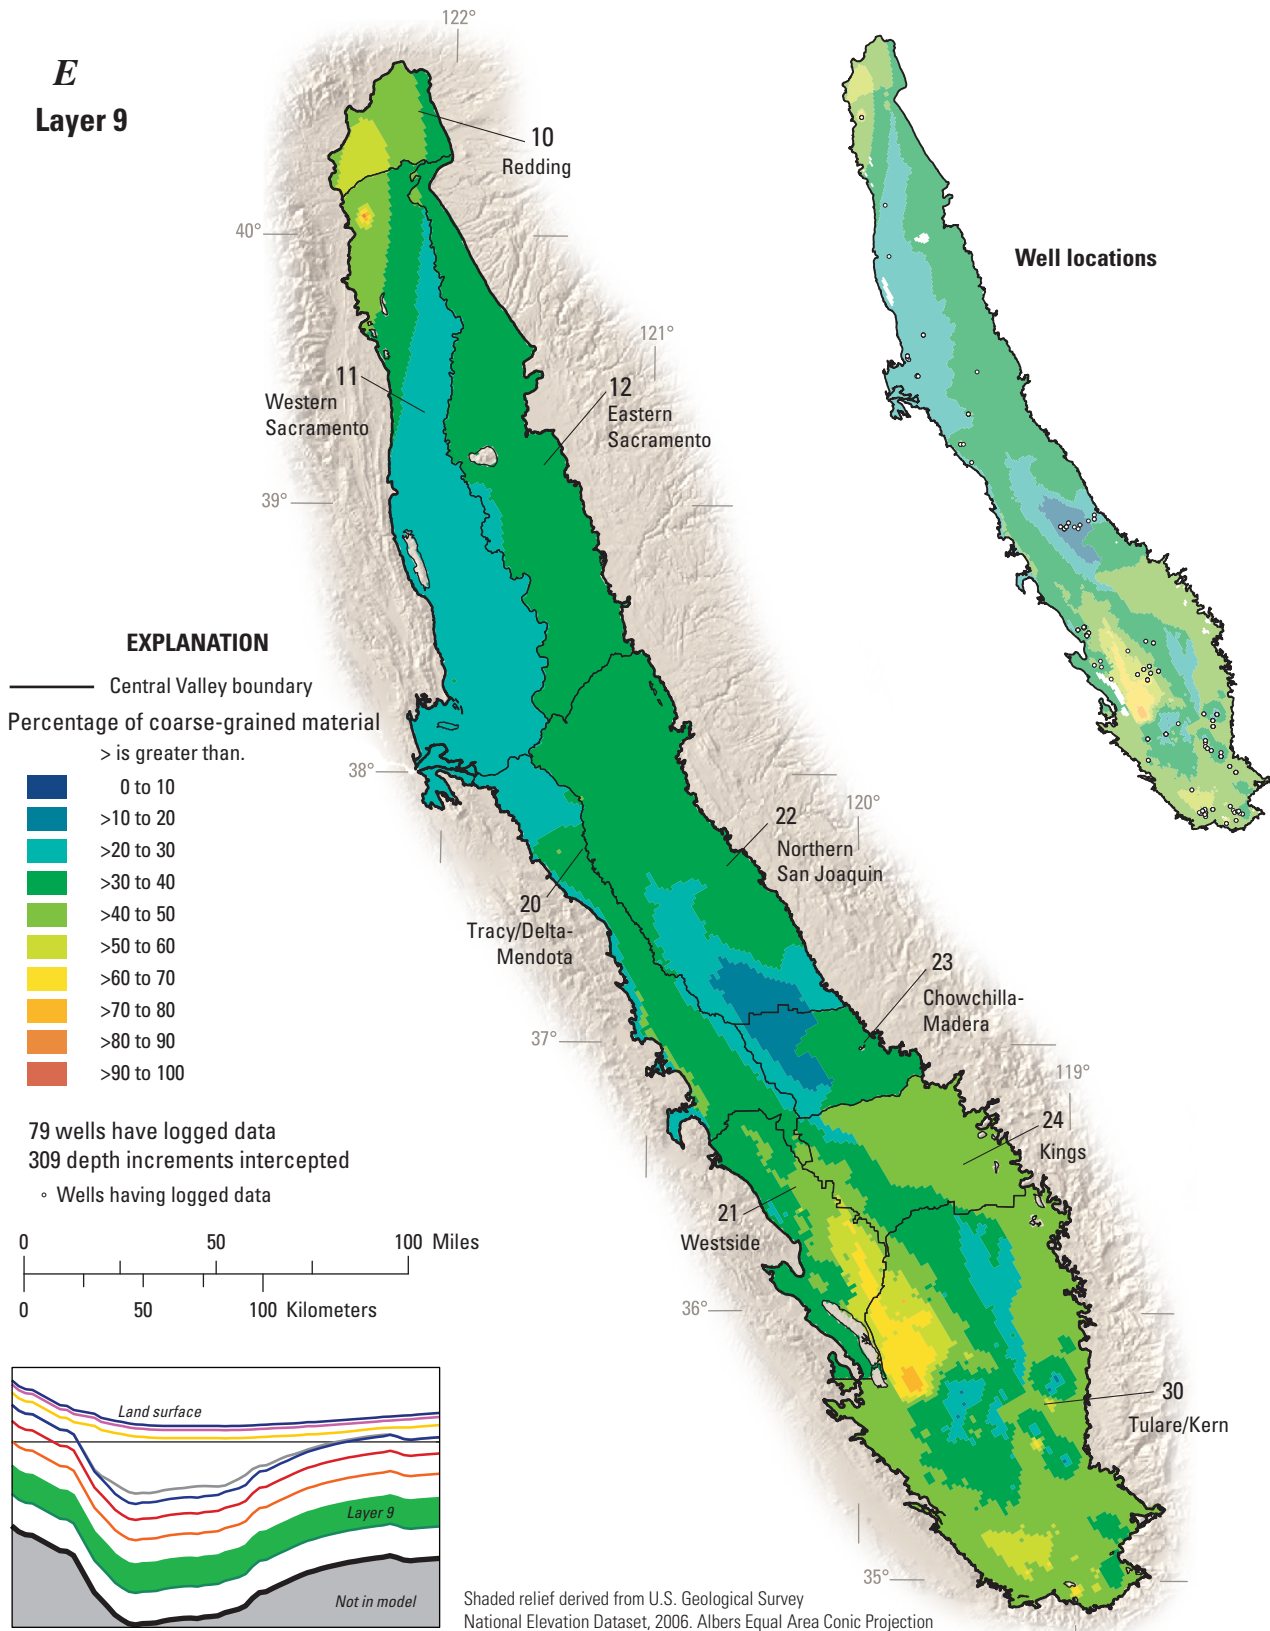 E
Layer 9
122°
10
Redding
40°
Well locations
121°
11
Western
Sacramento
12
Eastern
Sacramento
39°
EXPLANATION
Central Valley boundary
Percentage of coarse-grained material
> is greater than.
0 to 10
>10 to 20
>20 to 30
>30 to 40
>40 to 50
>50 to 60
>60 to 70
>70 to 80
>80 to 90
>90 to 100
79 wells have logged data
309 depth increments intercepted
Wells having logged data
0 50 100 Miles
0 50 100 Kilometers
38°
120°
22
Northern
San Joaquin
20
Tracy/Delta-
Mendota
23
Chowchilla-
Madera
37°
119°
24
Kings
21
Westside
36°
30
Tulare/Kern
35°
Land surface
Layer 9
Not in model
Shaded relief derived from U.S. Geological Survey
National Elevation Dataset, 2006. Albers Equal Area Conic Projection